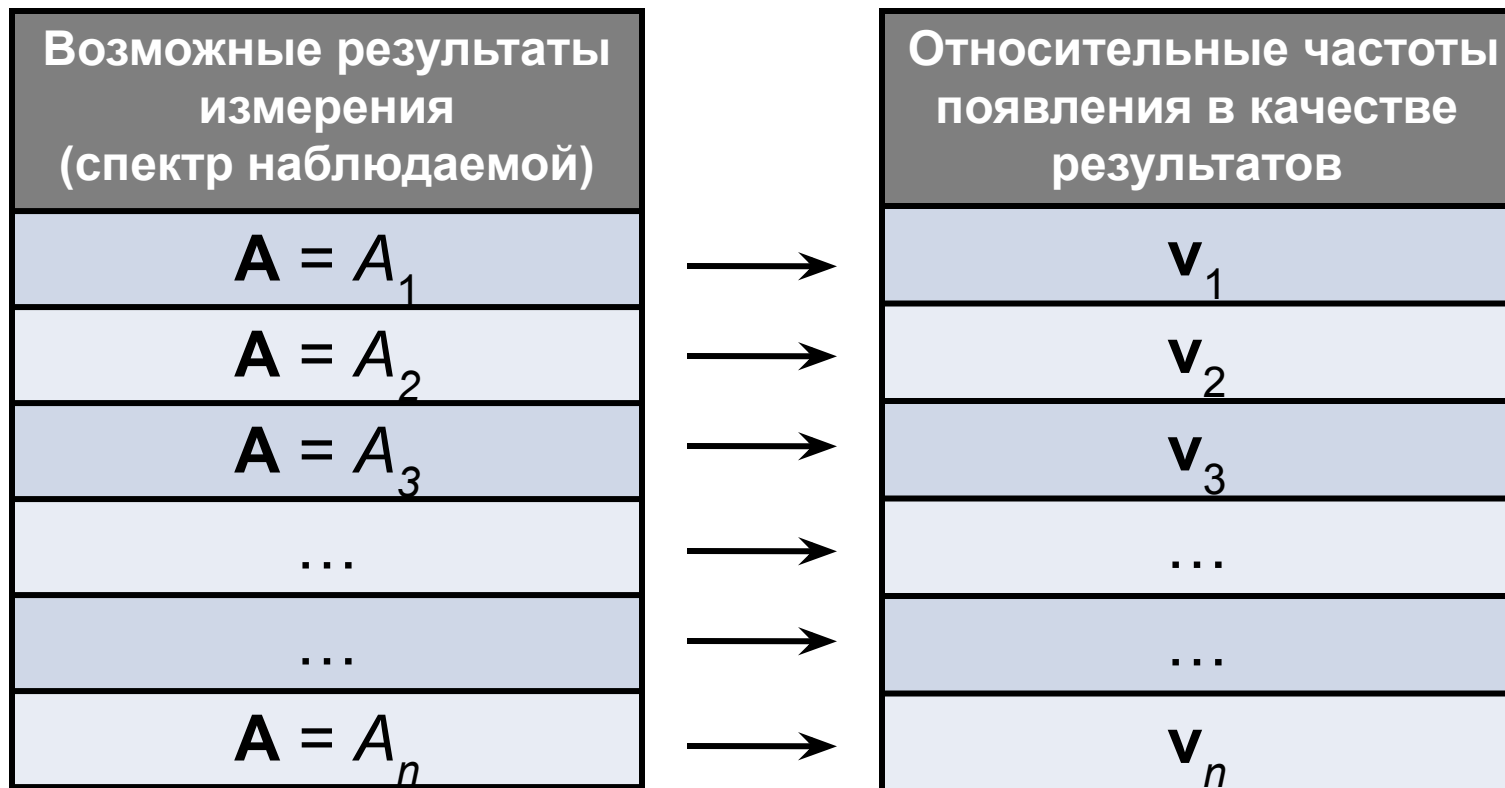 Возможные результаты
измерения
(спектр наблюдаемой)
Относительные частоты
появления в качестве
результатов
A = A₁
v₁
A = A₂
v₂
A = A₃
v₃
…
…
…
…
A = Aₙ
vₙ